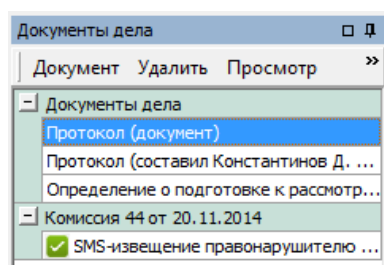 Документы дела
Документ Удалить Просмотр »
Документы дела
Протокол (документ)
Протокол (составил Константинов Д. ...
Определение о подготовке к рассмотр...
Комиссия 44 от 20.11.2014
SMS-извещение правонарушителю ...